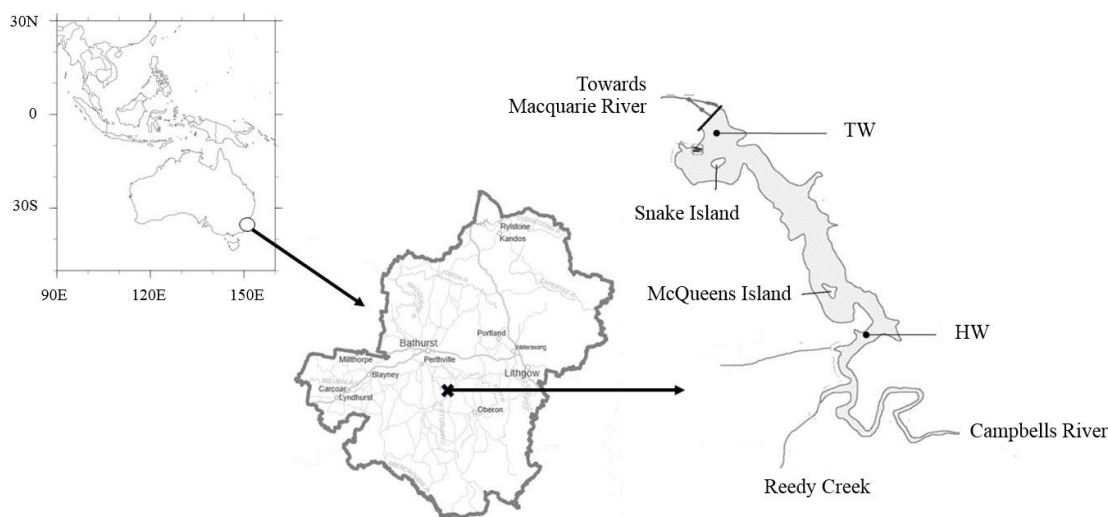 30N
0
30S
90E
120E
150E
Rylstone
Kandos
Portland
Wallerawang
Bathurst
Perthville
Lithgow
Millthorpe
Blayney
Carcoar
Lyndhurst
Oberon
Towards
Macquarie River
TW
Snake Island
McQueens Island
HW
Campbells River
Reedy Creek